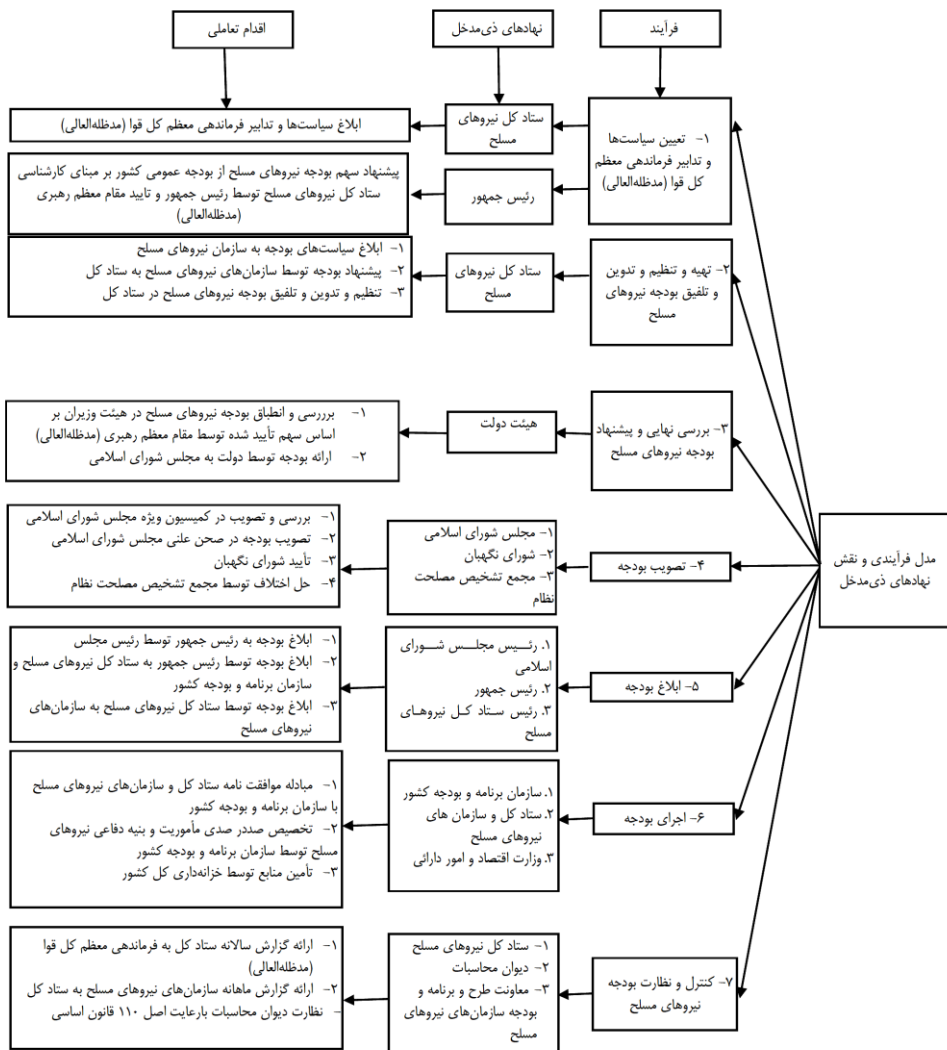 فرآیند
نهادهای ذی‌مدخل
اقدام تعاملی
مدل فرآیندی و نقش
نهادهای ذی‌مدخل
۱- تعیین سیاست‌ها
و تدابیر فرماندهی معظم
کل قوا (مدظله‌العالی)
ستاد کل نیروهای
مسلح
ابلاغ سیاست‌ها و تدابیر فرماندهی معظم کل قوا (مدظله‌العالی)
رئیس جمهور
پیشنهاد سهم بودجه نیروهای مسلح از بودجه عمومی کشور بر مبنای کارشناسی
ستاد کل نیروهای مسلح توسط رئیس جمهور و تایید مقام معظم رهبری
(مدظله‌العالی)
۲- تهیه و تنظیم و تدوین
و تلفیق بودجه نیروهای
مسلح
ستاد کل نیروهای
مسلح
۱- ابلاغ سیاست‌های بودجه به سازمان نیروهای مسلح
۲- پیشنهاد بودجه توسط سازمان‌های نیروهای مسلح به ستاد کل
۳- تنظیم و تدوین و تلفیق بودجه نیروهای مسلح در ستاد کل
۳- بررسی نهایی و پیشنهاد
بودجه نیروهای مسلح
هیئت دولت
۱- برررسی و انطباق بودجه نیروهای مسلح در هیئت وزیران بر
اساس سهم تأیید شده توسط مقام معظم رهبری (مدظله‌العالی)
۲- ارائه بودجه توسط دولت به مجلس شورای اسلامی
۴- تصویب بودجه
۱- مجلس شورای اسلامی
۲- شورای نگهبان
۳- مجمع تشخیص مصلحت
نظام
۱- بررسی و تصویب در کمیسیون ویژه مجلس شورای اسلامی
۲- تصویب بودجه در صحن علنی مجلس شورای اسلامی
۳- تأیید شورای نگهبان
۴- حل اختلاف توسط مجمع تشخیص مصلحت نظام
۵- ابلاغ بودجه
۱. رئـــیس مجلـــس شـــورای
اسلامی
۲. رئیس جمهور
۳. رئیس ستـاد کـل نیروهـای
مسلح
۱- ابلاغ بودجه به رئیس جمهور توسط رئیس مجلس
۲- ابلاغ بودجه توسط رئیس جمهور به ستاد کل نیروهای مسلح و
سازمان برنامه و بودجه کشور
۳- ابلاغ بودجه توسط ستاد کل نیروهای مسلح به سازمان‌های
نیروهای مسلح
۶- اجرای بودجه
۱. سازمان برنامه و بودجه کشور
۲. ستاد کل و سازمان های
نیروهای مسلح
۳. وزارت اقتصاد و امور دارائی
۱- مبادله موافقت نامه ستاد کل و سازمان‌های نیروهای مسلح
با سازمان برنامه و بودجه کشور
۲- تخصیص صددر صدی مأموریت و بنیه دفاعی نیروهای
مسلح توسط سازمان برنامه و بودجه کشور
۳- تأمین منابع توسط خزانه‌داری کل کشور
۷- کنترل و نظارت بودجه
نیروهای مسلح
۱- ستاد کل نیروهای مسلح
۲- دیوان محاسبات
۳- معاونت طرح و برنامه و
بودجه سازمان‌های نیروهای
مسلح
۱- ارائه گزارش سالانه ستاد کل به فرماندهی معظم کل قوا
(مدظله‌العالی)
۲- ارائه گزارش ماهانه سازمان‌های نیروهای مسلح به ستاد کل
- نظارت دیوان محاسبات بارعایت اصل ۱۱۰ قانون اساسی